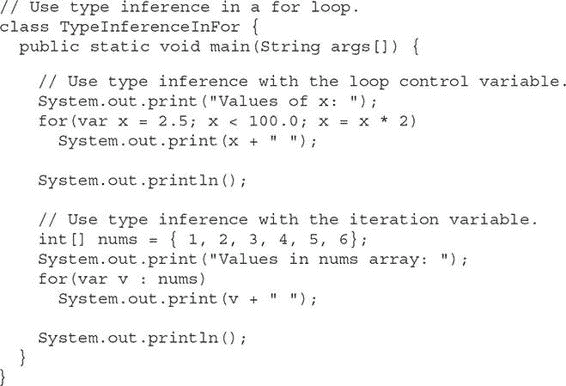 // Use type inference in a for loop.
class TypeInferenceInFor {
  public static void main(String args[]) {

    // Use type inference with the loop control variable.
    System.out.print("Values of x: ");
    for(var x = 2.5; x < 100.0; x = x * 2)
      System.out.print(x + " ");

    System.out.println();

    // Use type inference with the iteration variable.
    int[] nums = { 1, 2, 3, 4, 5, 6};
    System.out.print("Values in nums array: ");
    for(var v : nums)
      System.out.print(v + " ");

    System.out.println();
  }
}